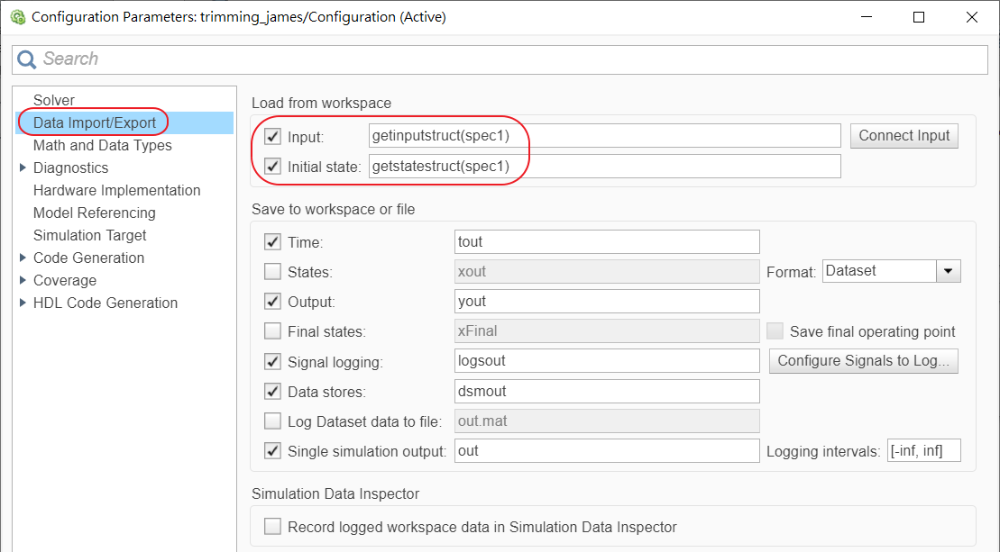 Configuration Parameters: trimming_james/Configuration (Active)
Search
Solver
Data Import/Export
Math and Data Types
Diagnostics
Hardware Implementation
Model Referencing
Simulation Target
Code Generation
Coverage
HDL Code Generation
Load from workspace
Input: getinputstruct(spec1) Connect Input
Initial state: getstatestruct(spec1)
Save to workspace or file
Time: tout
States: xout Format: Dataset
Output: yout
Final states: xFinal Save final operating point
Signal logging: logsout Configure Signals to Log...
Data stores: dsmout
Log Dataset data to file: out.mat
Single simulation output: out Logging intervals: [-inf, inf]
Simulation Data Inspector
Record logged workspace data in Simulation Data Inspector